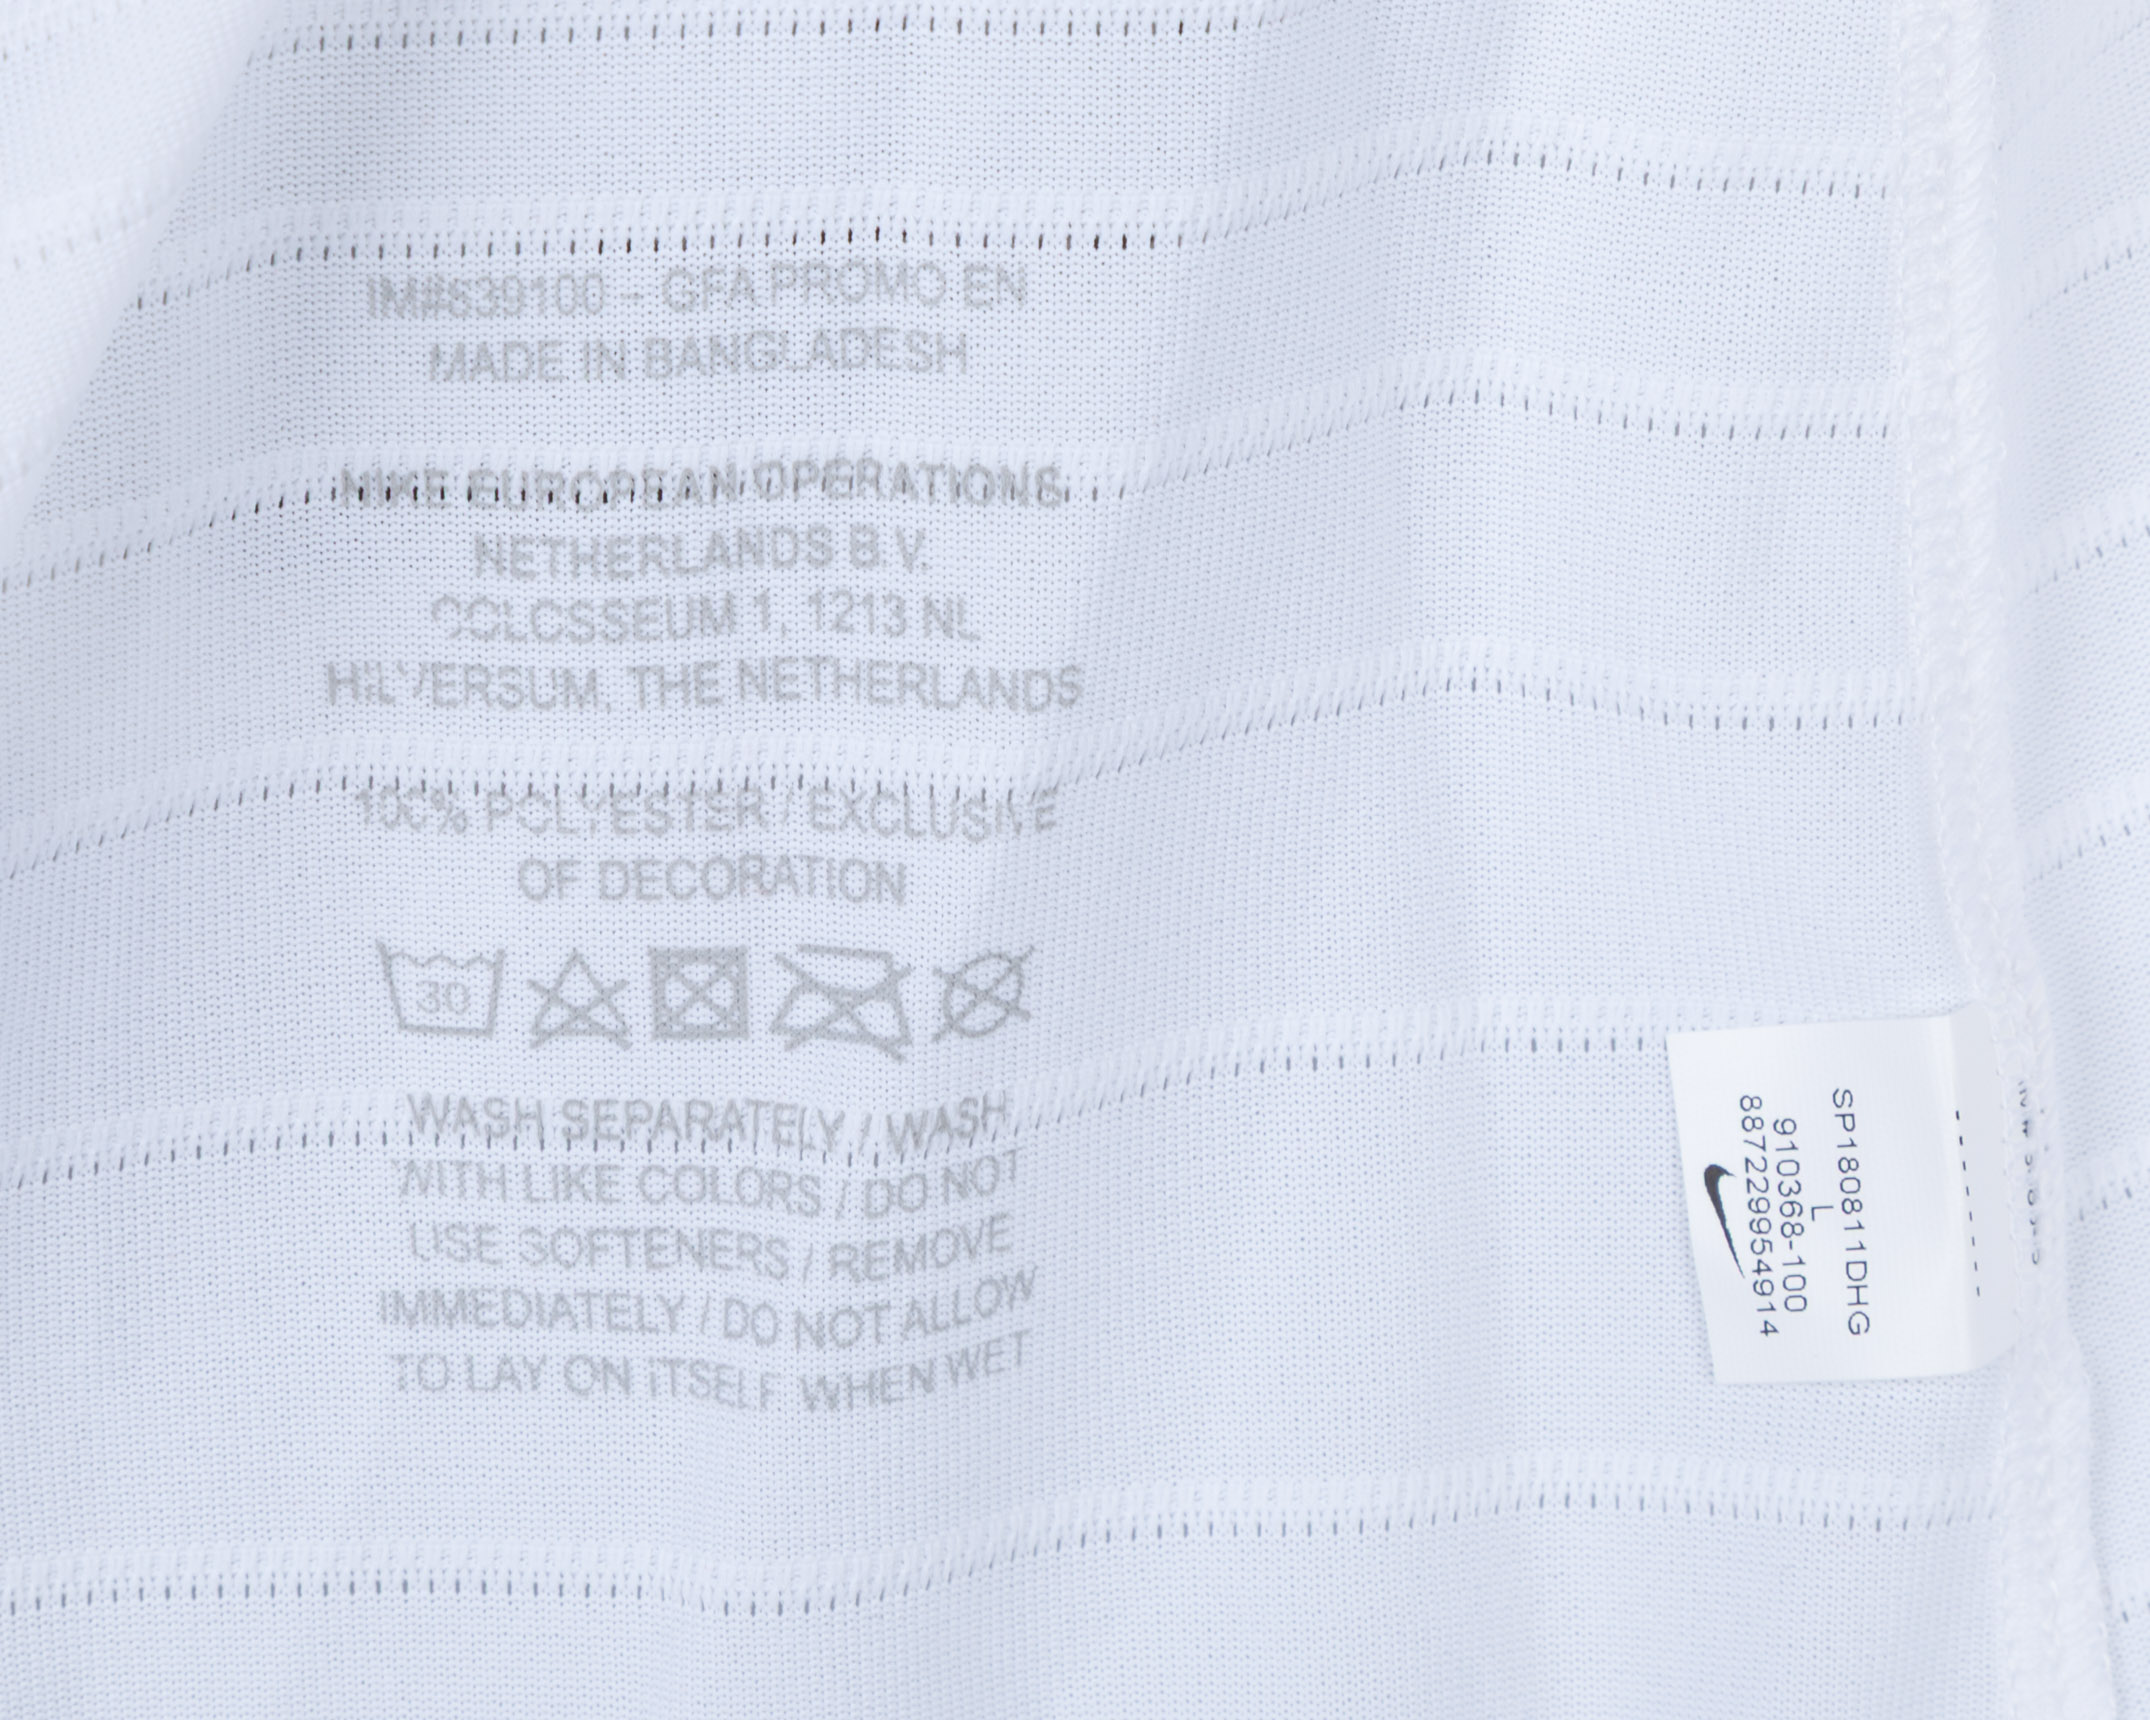 IM#839100 - GFA PROMO EN
MADE IN BANGLADESH
NIKE EUROPEAN OPERATIONS
NETHERLANDS B.V.
COLOSSEUM 1, 1213 NL
HILVERSUM, THE NETHERLANDS
100% POLYESTER / EXCLUSIVE
OF DECORATION
30
WASH SEPARATELY / WASH
WITH LIKE COLORS / DO NOT
USE SOFTENERS / REMOVE
IMMEDIATELY / DO NOT ALLOW
TO LAY ON ITSELF WHEN WET
SP180811DHG
L
910368-100
887229954914